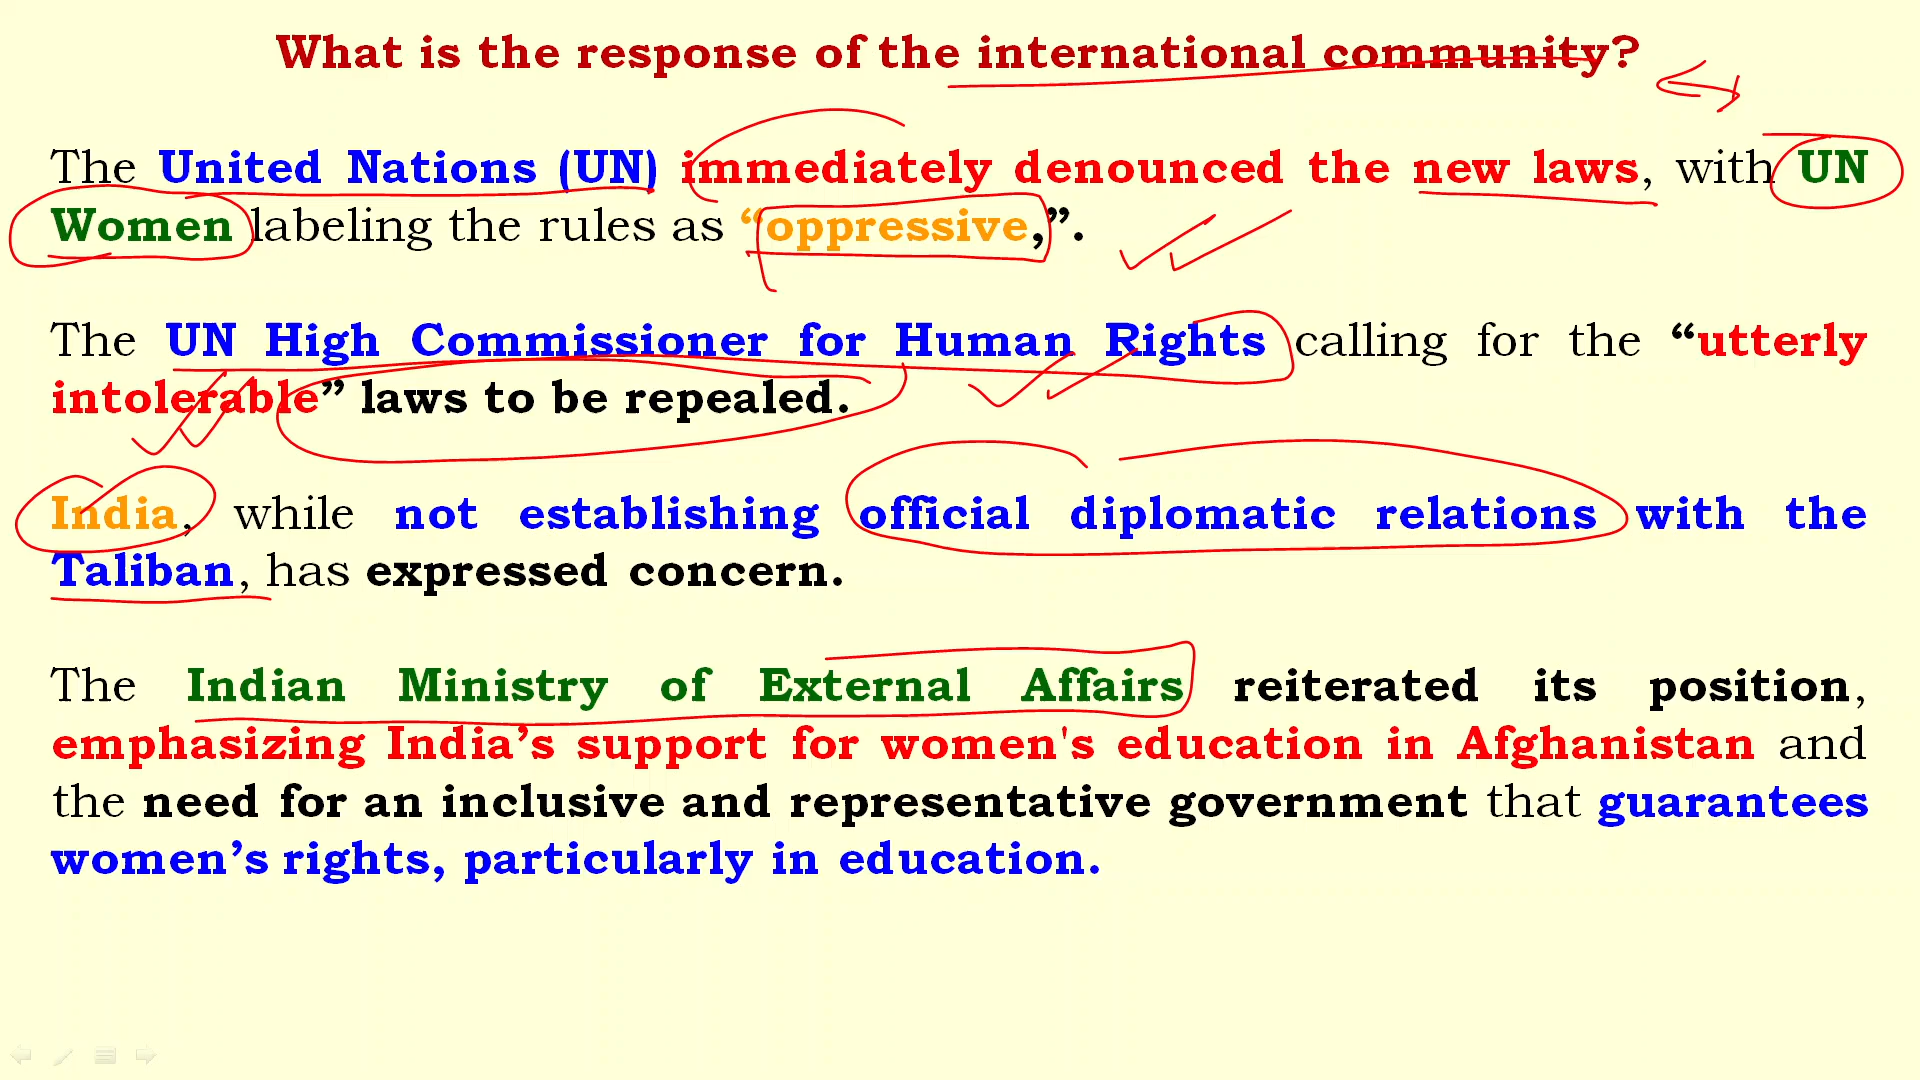 What is the response of the international community?
The United Nations (UN) immediately denounced the new laws, with UN
Women labeling the rules as “oppressive,”.
The UN High Commissioner for Human Rights calling for the “utterly
intolerable” laws to be repealed.
India, while not establishing official diplomatic relations with the
Taliban, has expressed concern.
The Indian Ministry of External Affairs reiterated its position,
emphasizing India’s support for women's education in Afghanistan and
the need for an inclusive and representative government that guarantees
women’s rights, particularly in education.